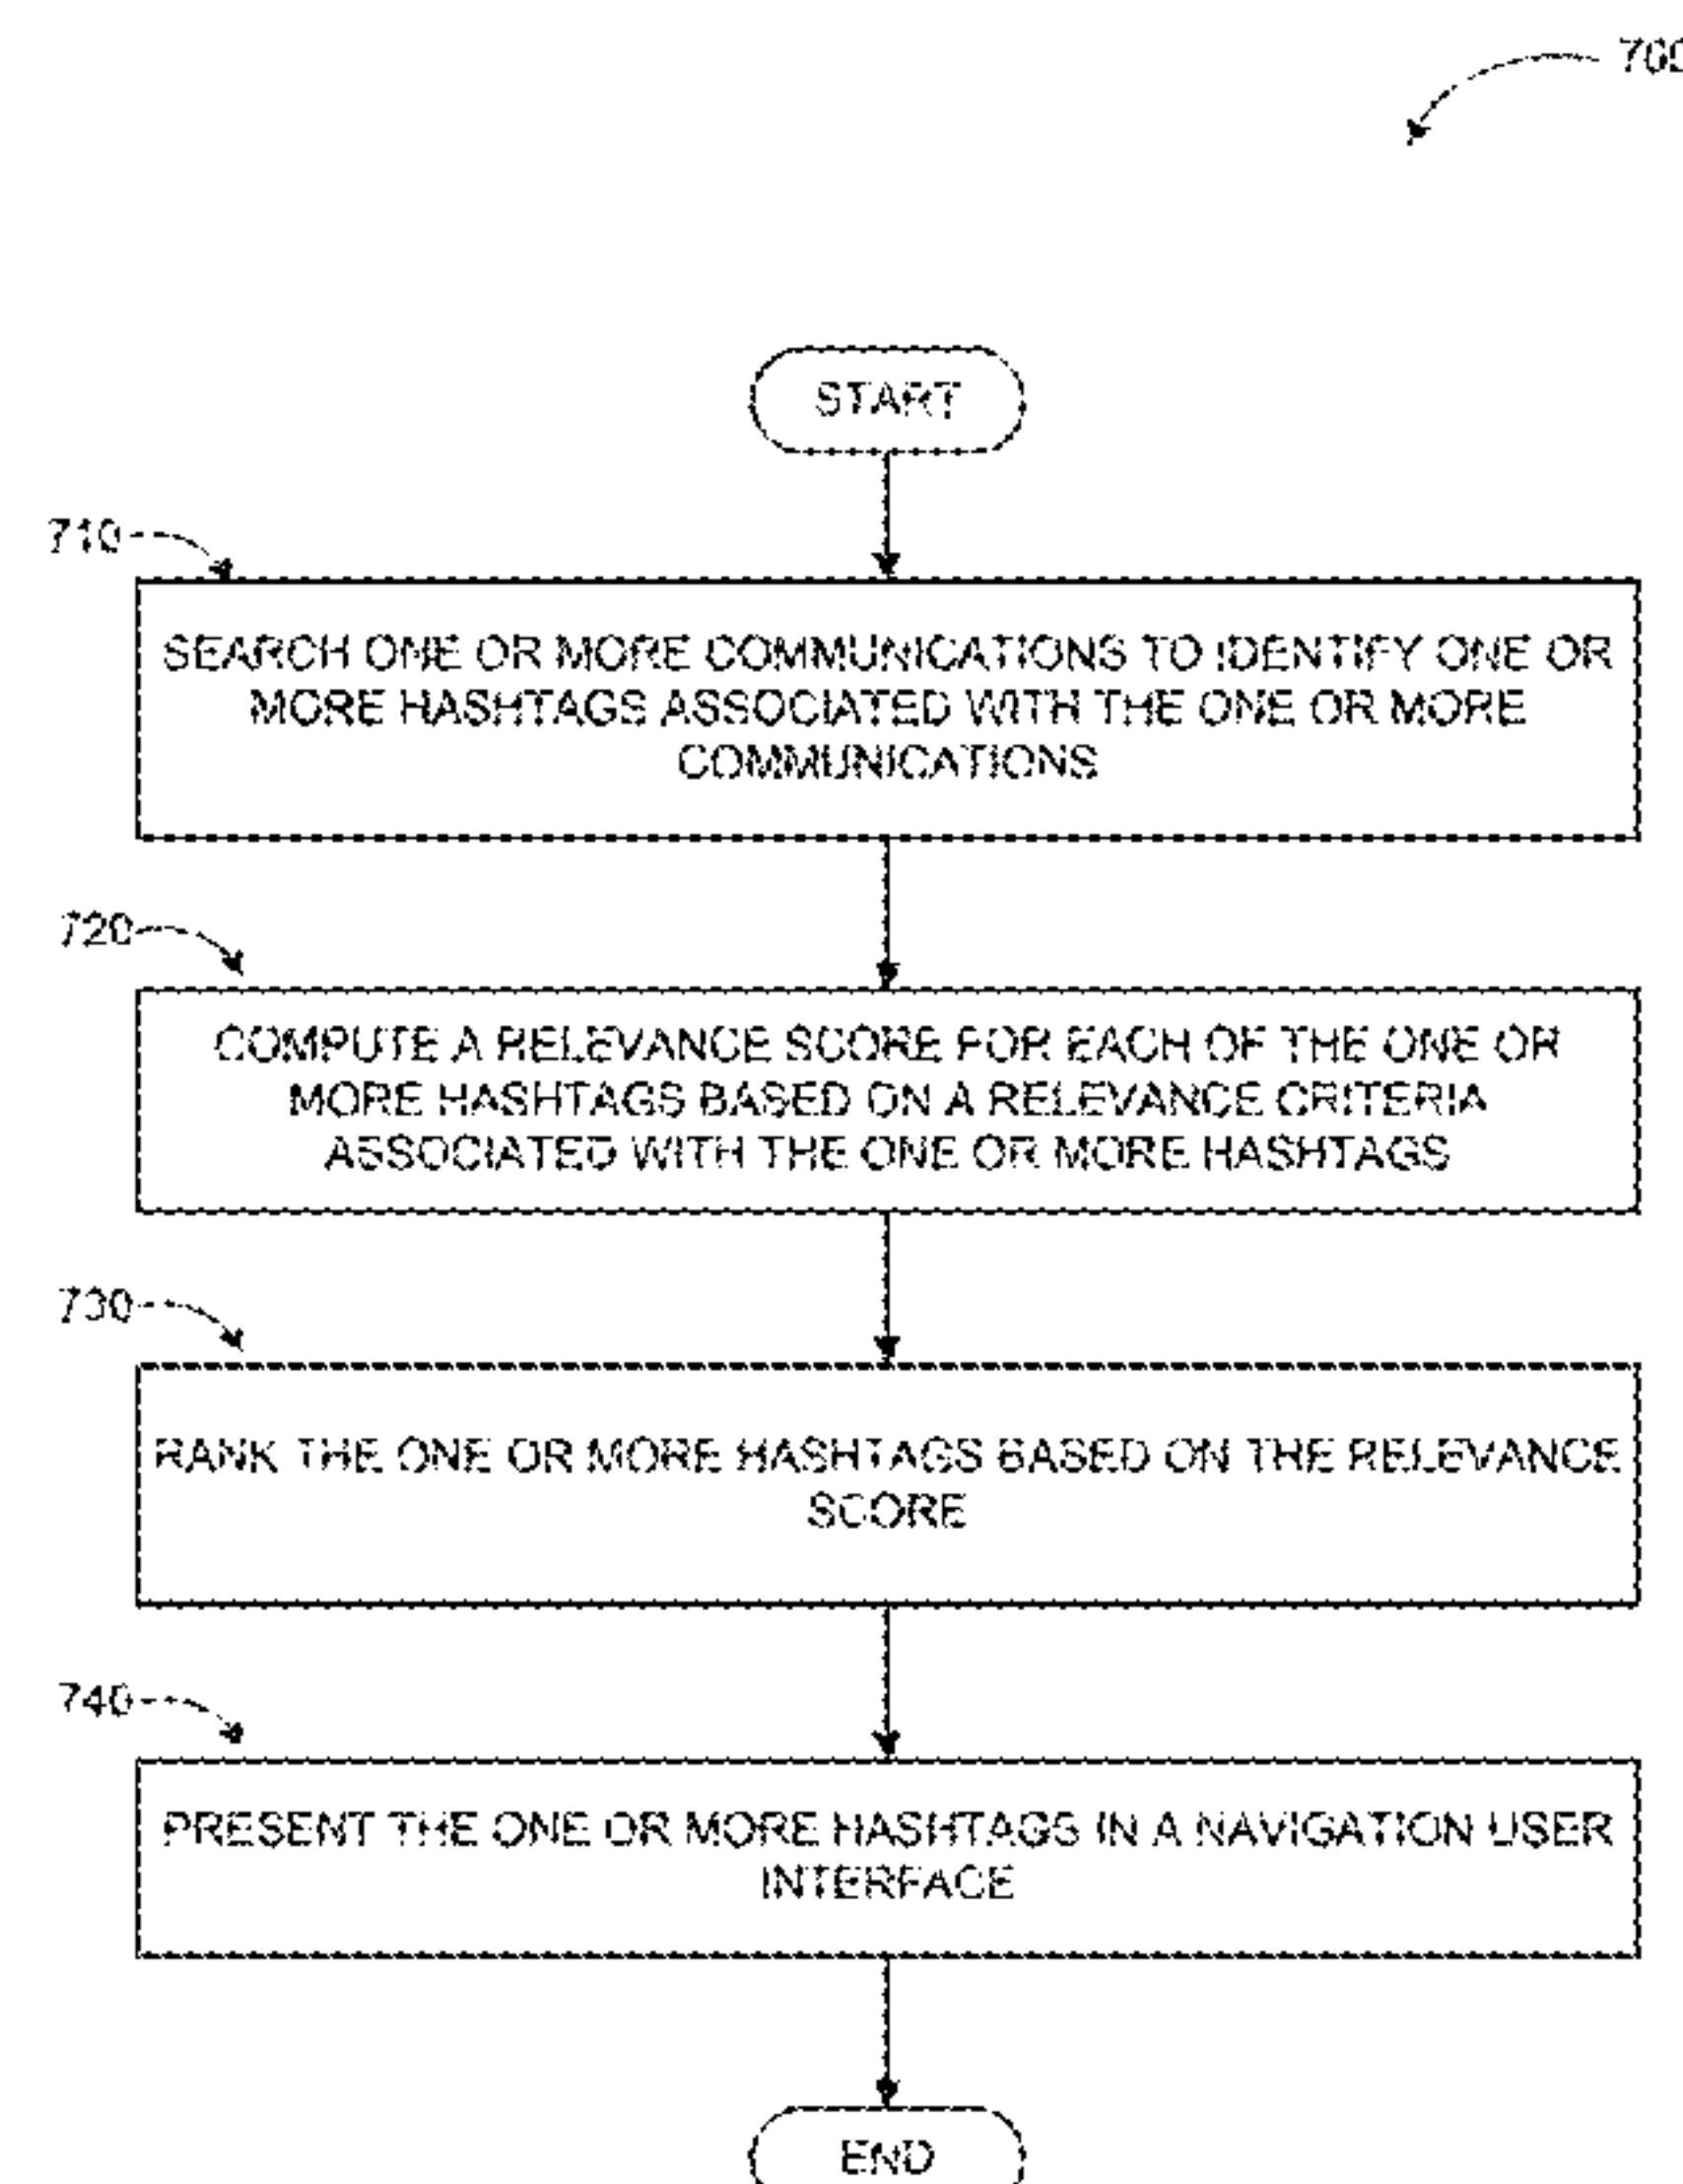 700
START
710
SEARCH ONE OR MORE COMMUNICATIONS TO IDENTIFY ONE OR
MORE HASHTAGS ASSOCIATED WITH THE ONE OR MORE
COMMUNICATIONS
720
COMPUTE A RELEVANCE SCORE FOR EACH OF THE ONE OR
MORE HASHTAGS BASED ON A RELEVANCE CRITERIA
ASSOCIATED WITH THE ONE OR MORE HASHTAGS
730
RANK THE ONE OR MORE HASHTAGS BASED ON THE RELEVANCE
SCORE
740
PRESENT THE ONE OR MORE HASHTAGS IN A NAVIGATION USER
INTERFACE
END